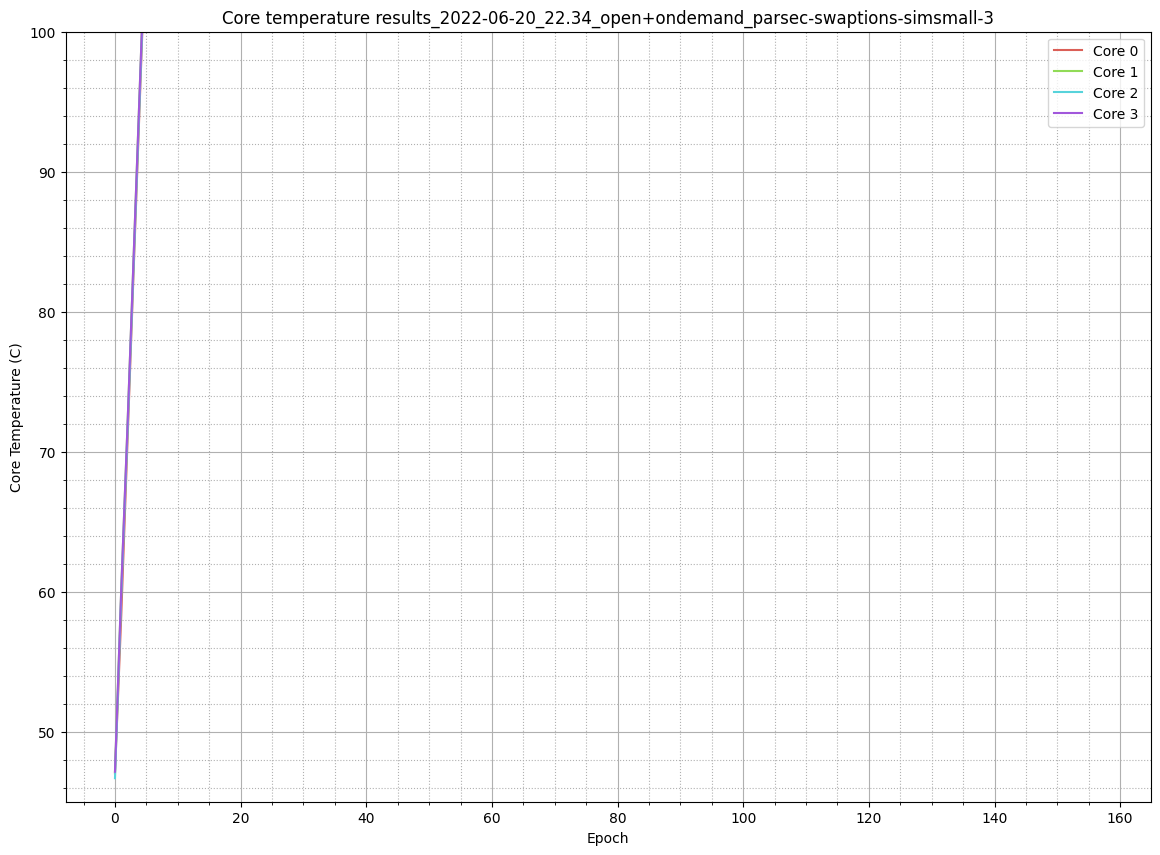 Core temperature results_2022-06-20_22.34_open+ondemand_parsec-swaptions-simsmall-3
100
90
80
70
60
50
Core Temperature (C)
Core 0
Core 1
Core 2
Core 3
0 20 40 60 80 100 120 140 160
Epoch